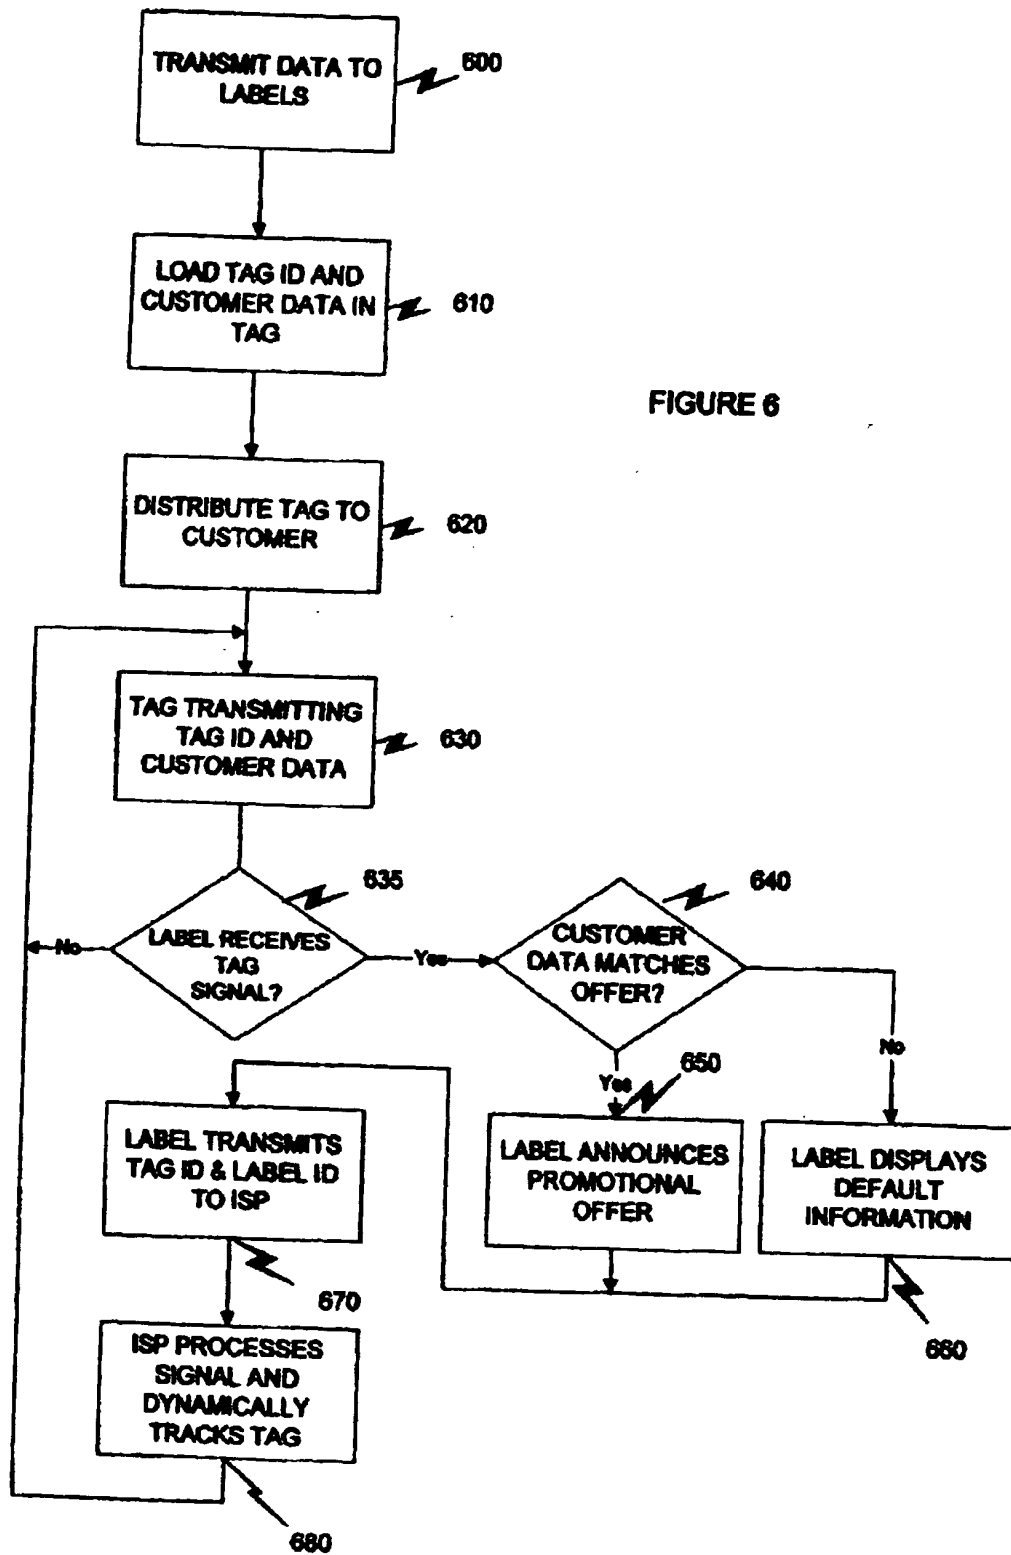 TRANSMIT DATA TO
LABELS
600
LOAD TAG ID AND
CUSTOMER DATA IN
TAG
610
FIGURE 6
DISTRIBUTE TAG TO
CUSTOMER
620
TAG TRANSMITTING
TAG ID AND
CUSTOMER DATA
630
635
LABEL RECEIVES
TAG
SIGNAL?
No
Yes
640
CUSTOMER
DATA MATCHES
OFFER?
No
Yes
650
LABEL TRANSMITS
TAG ID & LABEL ID
TO ISP
670
LABEL ANNOUNCES
PROMOTIONAL
OFFER
LABEL DISPLAYS
DEFAULT
INFORMATION
660
ISP PROCESSES
SIGNAL AND
DYNAMICALLY
TRACKS TAG
680